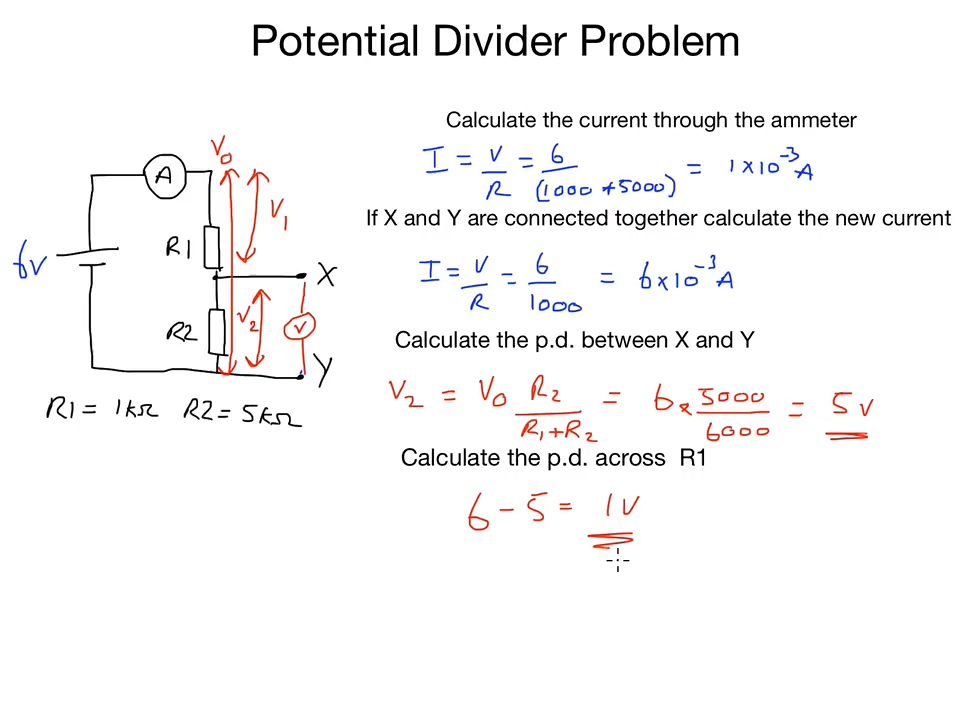 Potential Divider Problem
Calculate the current through the ammeter
I = V/R = 6/(1000+5000) = 1×10⁻³A
If X and Y are connected together calculate the new current
I = V/R = 6/1000 = 6×10⁻³A
Calculate the p.d. between X and Y
V₂ = V₀ R₂/(R₁+R₂) = 6× 5000/6000 = 5v
Calculate the p.d. across R1
6 - 5 = 1v
V₀
A
V₁
6v
R1
X
V₂
V
R2
Y
R1 = 1kΩ R2 = 5kΩ